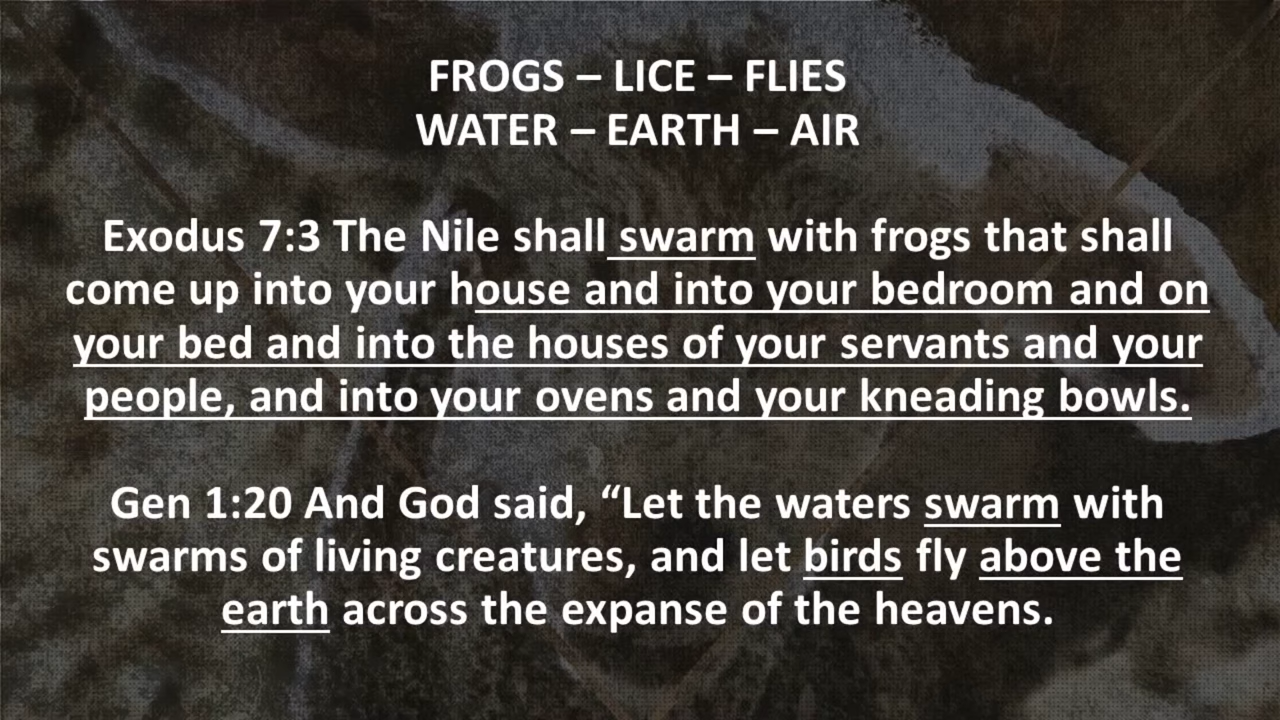 FROGS – LICE – FLIES
WATER – EARTH – AIR
Exodus 7:3 The Nile shall swarm with frogs that shall
come up into your house and into your bedroom and on
your bed and into the houses of your servants and your
people, and into your ovens and your kneading bowls.
Gen 1:20 And God said, “Let the waters swarm with
swarms of living creatures, and let birds fly above the
earth across the expanse of the heavens.